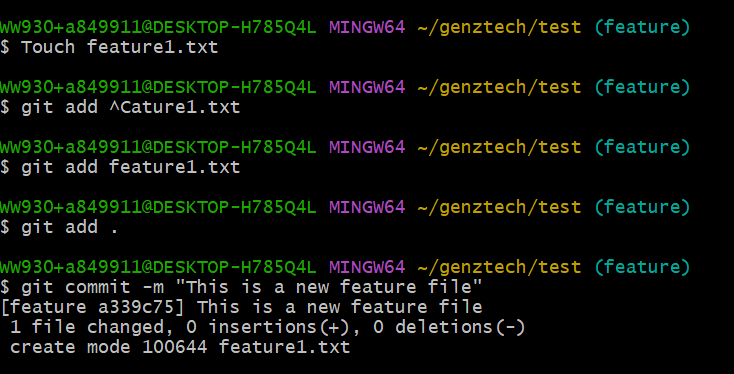 WW930+a849911@DESKTOP-H785Q4L MINGW64 ~/genztech/test (feature)
$ Touch feature1.txt
WW930+a849911@DESKTOP-H785Q4L MINGW64 ~/genztech/test (feature)
$ git add ^Cature1.txt
WW930+a849911@DESKTOP-H785Q4L MINGW64 ~/genztech/test (feature)
$ git add feature1.txt
WW930+a849911@DESKTOP-H785Q4L MINGW64 ~/genztech/test (feature)
$ git add .
WW930+a849911@DESKTOP-H785Q4L MINGW64 ~/genztech/test (feature)
$ git commit -m "This is a new feature file"
[feature a339c75] This is a new feature file
 1 file changed, 0 insertions(+), 0 deletions(-)
 create mode 100644 feature1.txt